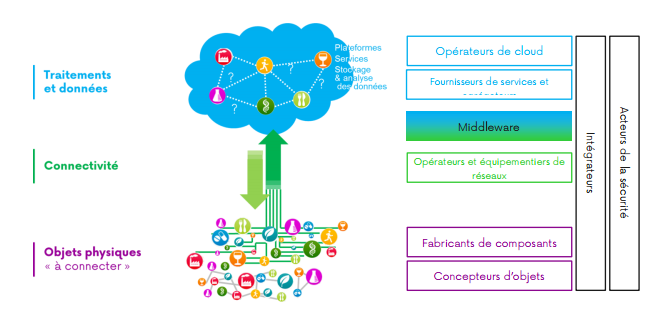 Traitements
et données
Connectivité
Objets physiques
« à connecter »
Plateformes
Services
Stockage
& analyse
des données
?
?
?
?
Opérateurs de cloud
Fournisseurs de services et
Middleware
Opérateurs et équipementiers de
réseaux
Fabricants de composants
Concepteurs d'objets
Intégrateurs
Acteurs de la sécurité